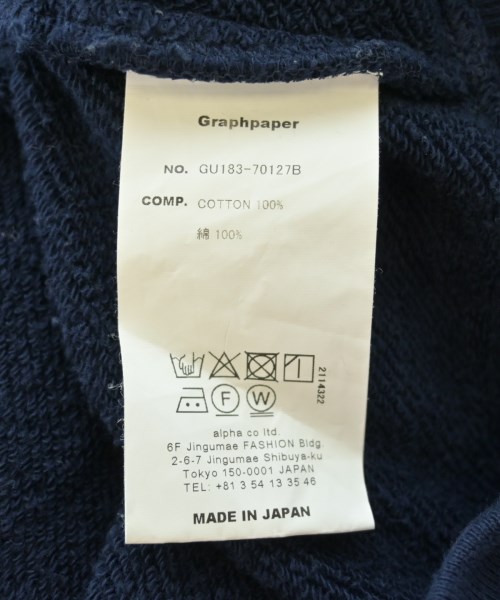 Graphpaper
NO. GU183-70127B
COMP. COTTON 100%
綿 100%
2114322
F W
alpha co ltd.
6F Jingumae FASHION Bldg.
2-6-7 Jingumae Shibuya-ku
Tokyo 150-0001 JAPAN
TEL: +81 3 54 13 35 46
MADE IN JAPAN